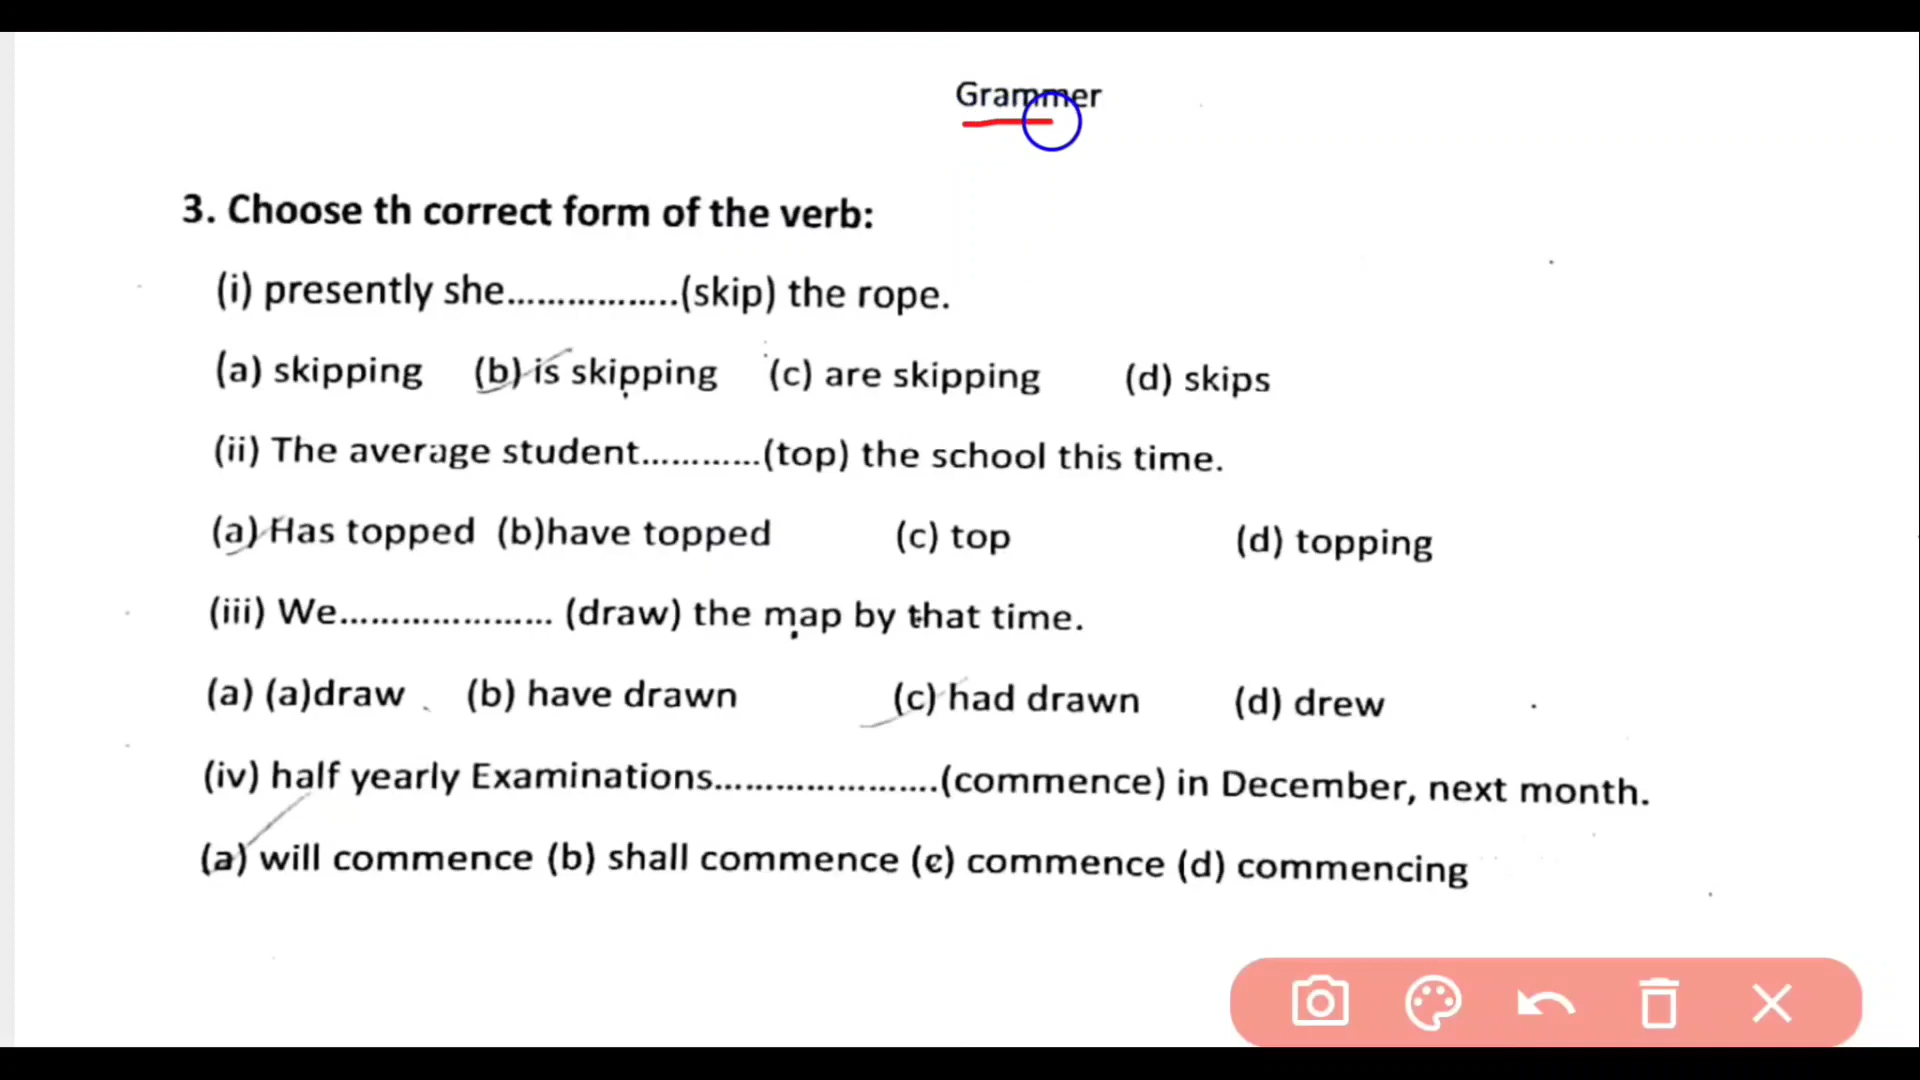 Grammer
3. Choose th correct form of the verb:
(i) presently she.................(skip) the rope.
(a) skipping (b) is skipping (c) are skipping (d) skips
(ii) The average student............(top) the school this time.
(a) Has topped (b)have topped (c) top (d) topping
(iii) We..................... (draw) the map by that time.
(a) (a)draw (b) have drawn (c) had drawn (d) drew
(iv) half yearly Examinations......................(commence) in December, next month.
(a) will commence (b) shall commence (c) commence (d) commencing